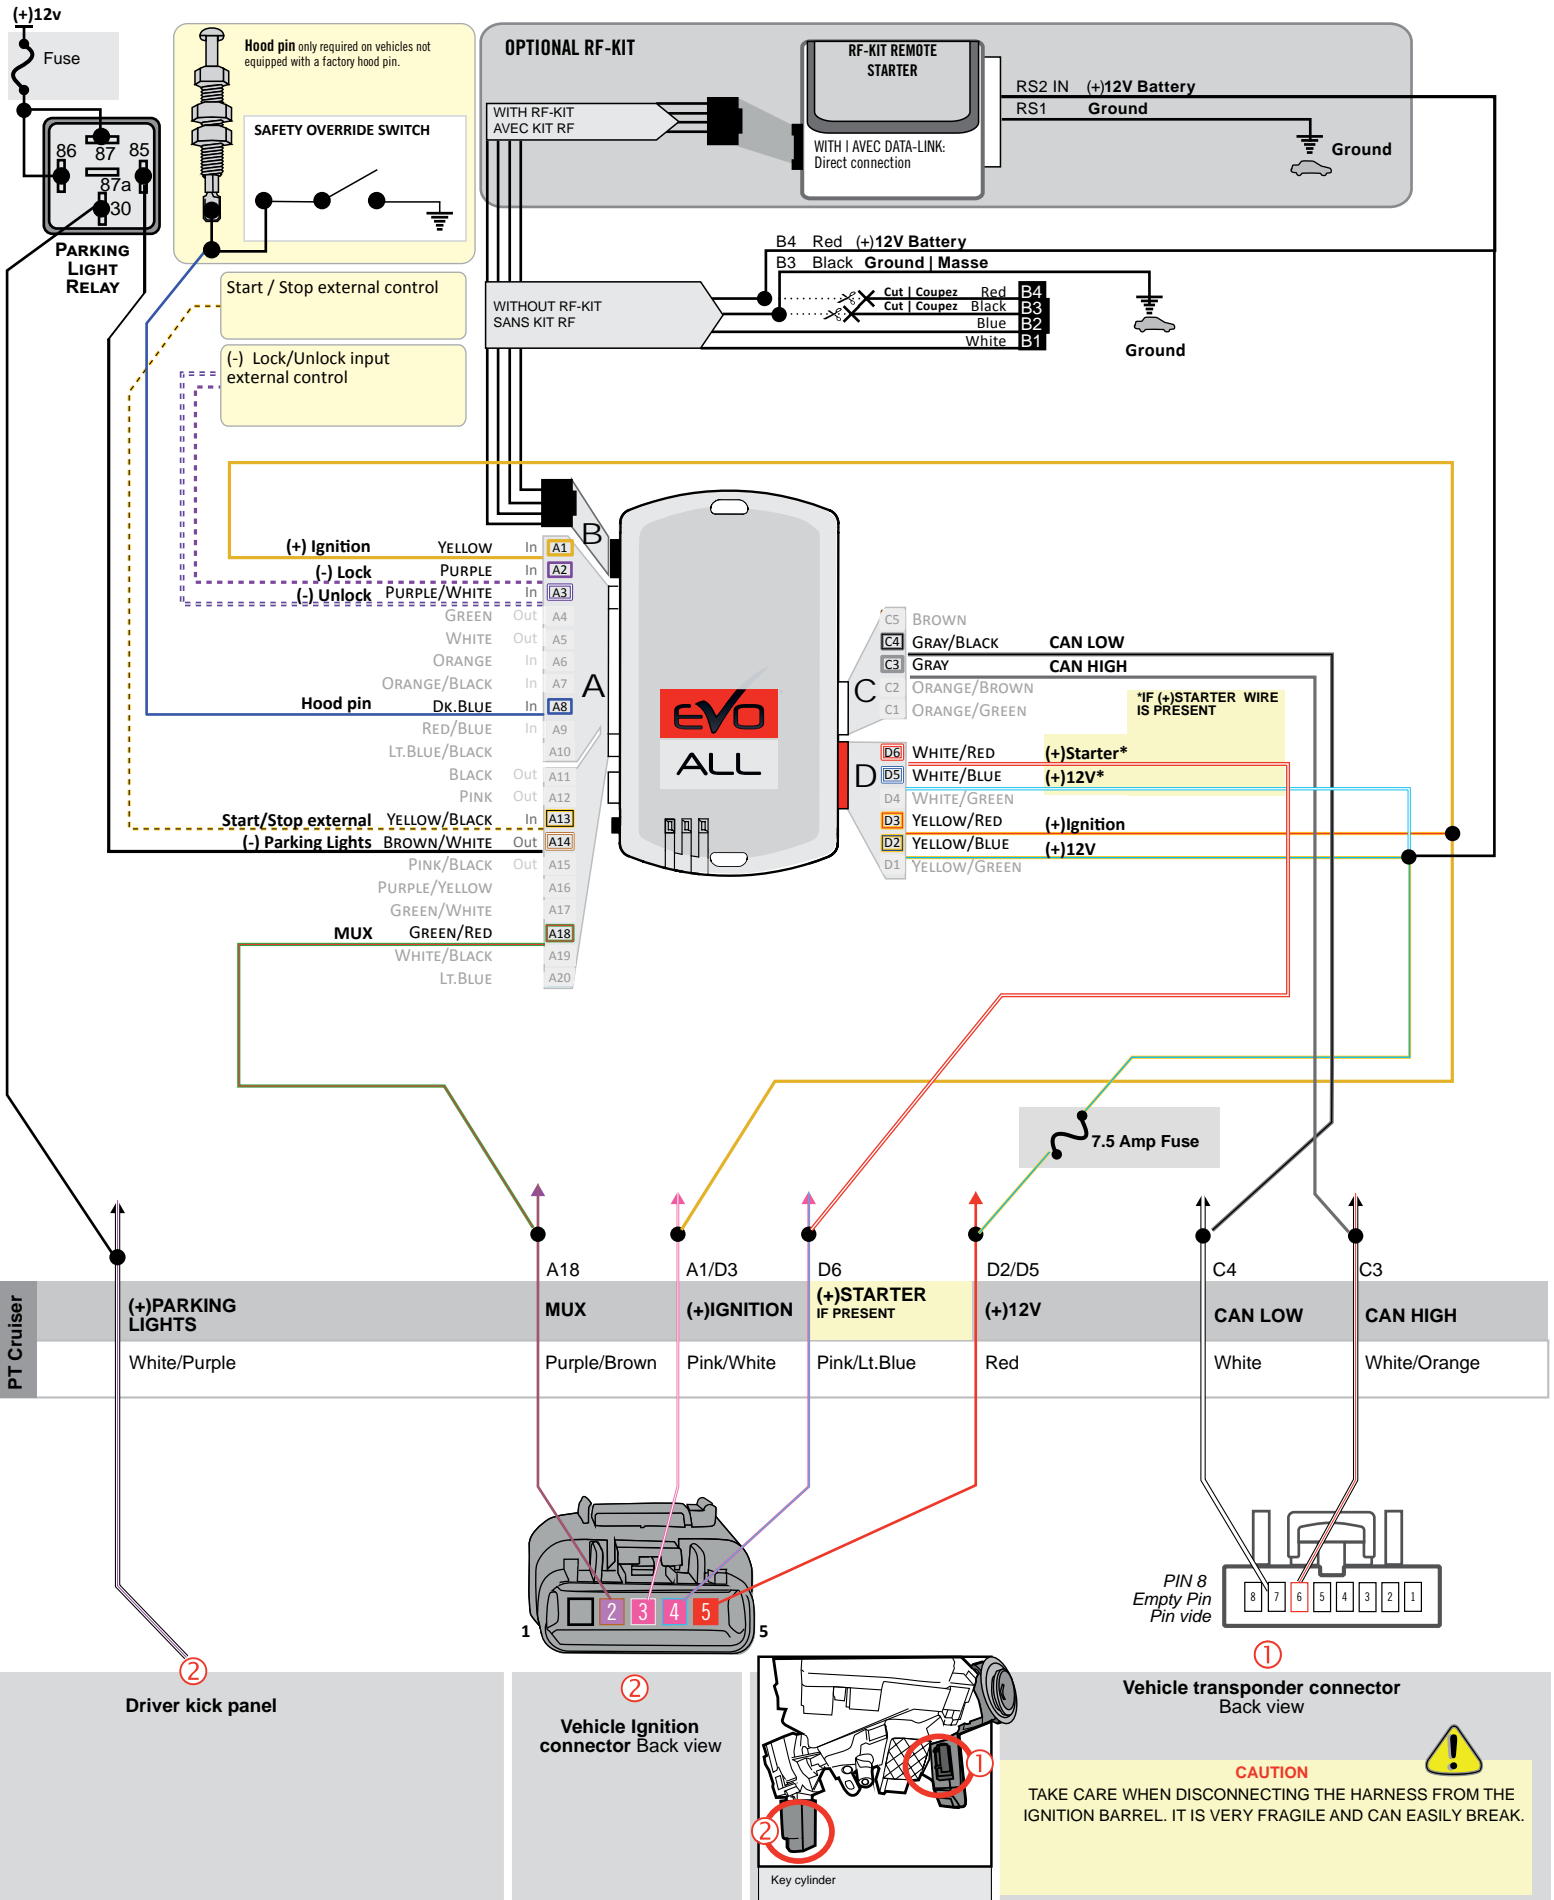 (+)12v
Fuse
86
87
85
87a
30
PARKING
LIGHT
RELAY
Hood pin only required on vehicles not
equipped with a factory hood pin.
SAFETY OVERRIDE SWITCH
OPTIONAL RF-KIT
WITH RF-KIT
AVEC KIT RF
RF-KIT REMOTE
STARTER
WITH | AVEC DATA-LINK:
Direct connection
RS2 IN (+)12V Battery
RS1 Ground
Ground
Start / Stop external control
(-) Lock/Unlock input
external control
WITHOUT RF-KIT
SANS KIT RF
B4 Red (+)12V Battery
B3 Black Ground | Masse
Cut | Coupez Red B4
Cut | Coupez Black B3
Blue B2
White B1
Ground
B
A
C
D
EVO
ALL
(+) Ignition YELLOW In A1
(-) Lock PURPLE In A2
(-) Unlock PURPLE/WHITE In A3
GREEN Out A4
WHITE Out A5
ORANGE In A6
ORANGE/BLACK In A7
Hood pin DK.BLUE In A8
RED/BLUE In A9
LT.BLUE/BLACK A10
BLACK Out A11
PINK Out A12
Start/Stop external YELLOW/BLACK In A13
(-) Parking Lights BROWN/WHITE Out A14
PINK/BLACK Out A15
PURPLE/YELLOW A16
GREEN/WHITE A17
MUX GREEN/RED A18
WHITE/BLACK A19
LT.BLUE A20
C5 BROWN
C4 GRAY/BLACK CAN LOW
C3 GRAY CAN HIGH
C2 ORANGE/BROWN
C1 ORANGE/GREEN
*IF (+)STARTER WIRE
IS PRESENT
D6 WHITE/RED (+)Starter*
D5 WHITE/BLUE (+)12V*
D4 WHITE/GREEN
D3 YELLOW/RED (+)Ignition
D2 YELLOW/BLUE (+)12V
D1 YELLOW/GREEN
7.5 Amp Fuse
A18
A1/D3
D6
D2/D5
C4
C3
PT Cruiser
(+)PARKING
LIGHTS
MUX
(+)IGNITION
(+)STARTER
IF PRESENT
(+)12V
CAN LOW
CAN HIGH
White/Purple
Purple/Brown
Pink/White
Pink/Lt.Blue
Red
White
White/Orange
2 3 4 5
1
5
PIN 8
Empty Pin
Pin vide
8 7 6 5 4 3 2 1
2
Driver kick panel
2
Vehicle Ignition
connector Back view
1
2
Key cylinder
1
Vehicle transponder connector
Back view
CAUTION
TAKE CARE WHEN DISCONNECTING THE HARNESS FROM THE
IGNITION BARREL. IT IS VERY FRAGILE AND CAN EASILY BREAK.